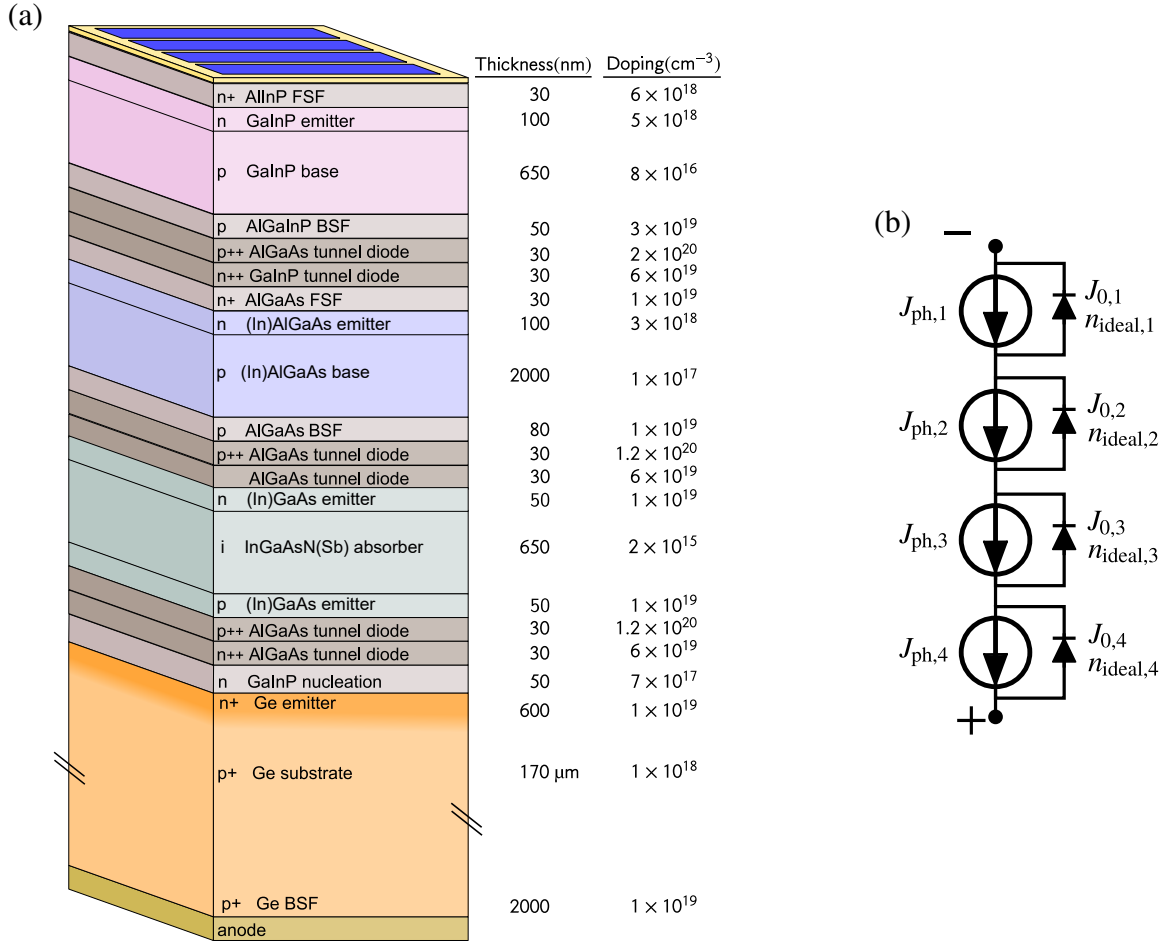 (a)
Thickness(nm) Doping(cm⁻³)
n+ AlInP FSF 30 6 × 10¹⁸
n GaInP emitter 100 5 × 10¹⁸
p GaInP base 650 8 × 10¹⁶
p AlGaInP BSF 50 3 × 10¹⁹
p++ AlGaAs tunnel diode 30 2 × 10²⁰
n++ GaInP tunnel diode 30 6 × 10¹⁹
n+ AlGaAs FSF 30 1 × 10¹⁹
n (In)AlGaAs emitter 100 3 × 10¹⁸
p (In)AlGaAs base 2000 1 × 10¹⁷
p AlGaAs BSF 80 1 × 10¹⁹
p++ AlGaAs tunnel diode 30 1.2 × 10²⁰
AlGaAs tunnel diode 30 6 × 10¹⁹
n (In)GaAs emitter 50 1 × 10¹⁹
i InGaAsN(Sb) absorber 650 2 × 10¹⁵
p (In)GaAs emitter 50 1 × 10¹⁹
p++ AlGaAs tunnel diode 30 1.2 × 10²⁰
n++ AlGaAs tunnel diode 30 6 × 10¹⁹
n GaInP nucleation 50 7 × 10¹⁷
n+ Ge emitter 600 1 × 10¹⁹
p+ Ge substrate 170 μm 1 × 10¹⁸
p+ Ge BSF 2000 1 × 10¹⁹
anode
(b)
−
J_ph,1 J_0,1
n_ideal,1
J_ph,2 J_0,2
n_ideal,2
J_ph,3 J_0,3
n_ideal,3
J_ph,4 J_0,4
n_ideal,4
+